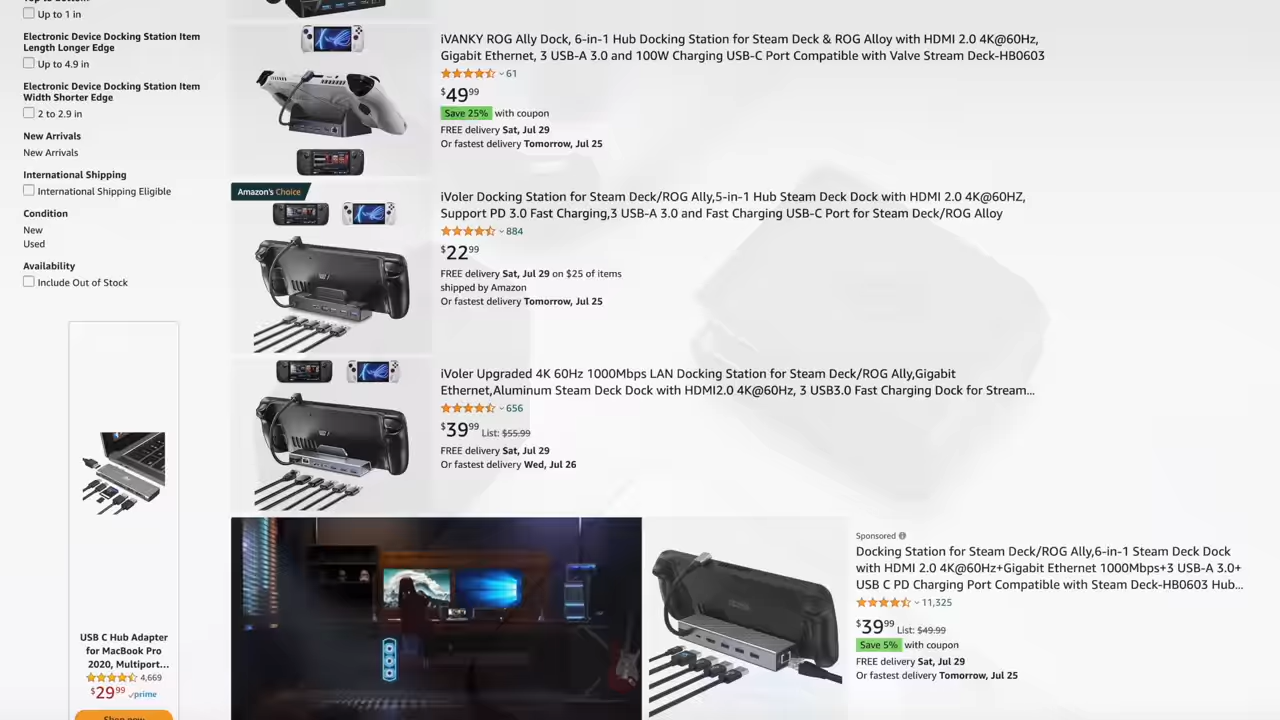 Up to 1 in
Electronic Device Docking Station Item
Length Longer Edge
Up to 4.9 in
Electronic Device Docking Station Item
Width Shorter Edge
2 to 2.9 in
New Arrivals
New Arrivals
International Shipping
International Shipping Eligible
Condition
New
Used
Availability
Include Out of Stock
USB C Hub Adapter
for MacBook Pro
2020, Multiport...
4,669
$29.99 prime
Shop now
iVANKY ROG Ally Dock, 6-in-1 Hub Docking Station for Steam Deck & ROG Alloy with HDMI 2.0 4K@60Hz,
Gigabit Ethernet, 3 USB-A 3.0 and 100W Charging USB-C Port Compatible with Valve Stream Deck-HB0603
61
$49.99
Save 25% with coupon
FREE delivery Sat, Jul 29
Or fastest delivery Tomorrow, Jul 25
Amazon's Choice
iVoler Docking Station for Steam Deck/ROG Ally,5-in-1 Hub Steam Deck Dock with HDMI 2.0 4K@60HZ,
Support PD 3.0 Fast Charging,3 USB-A 3.0 and Fast Charging USB-C Port for Steam Deck/ROG Alloy
884
$22.99
FREE delivery Sat, Jul 29 on $25 of items
shipped by Amazon
Or fastest delivery Tomorrow, Jul 25
iVoler Upgraded 4K 60Hz 1000Mbps LAN Docking Station for Steam Deck/ROG Ally,Gigabit
Ethernet,Aluminum Steam Deck Dock with HDMI2.0 4K@60Hz, 3 USB3.0 Fast Charging Dock for Stream...
656
$39.99 List: $55.99
FREE delivery Sat, Jul 29
Or fastest delivery Wed, Jul 26
Sponsored
Docking Station for Steam Deck/ROG Ally,6-in-1 Steam Deck Dock
with HDMI 2.0 4K@60Hz+Gigabit Ethernet 1000Mbps+3 USB-A 3.0+
USB C PD Charging Port Compatible with Steam Deck-HB0603 Hub...
11,325
$39.99 List: $49.99
Save 5% with coupon
FREE delivery Sat, Jul 29
Or fastest delivery Tomorrow, Jul 25